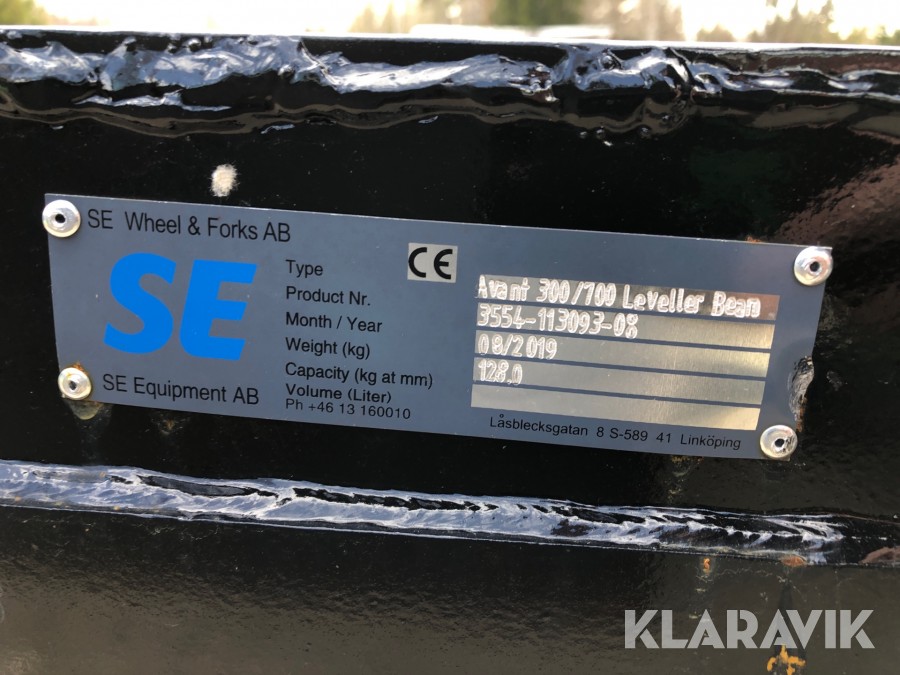 SE Wheel & Forks AB
SE
SE Equipment AB
CE
Type Avant 300/700 Leveller Beam
Product Nr. 3554-113093-08
Month / Year 08/2019
Weight (kg) 128.0
Capacity (kg at mm)
Volume (Liter)
Ph +46 13 160010
Låsblecksgatan 8 S-589 41 Linköping
KLARAVIK